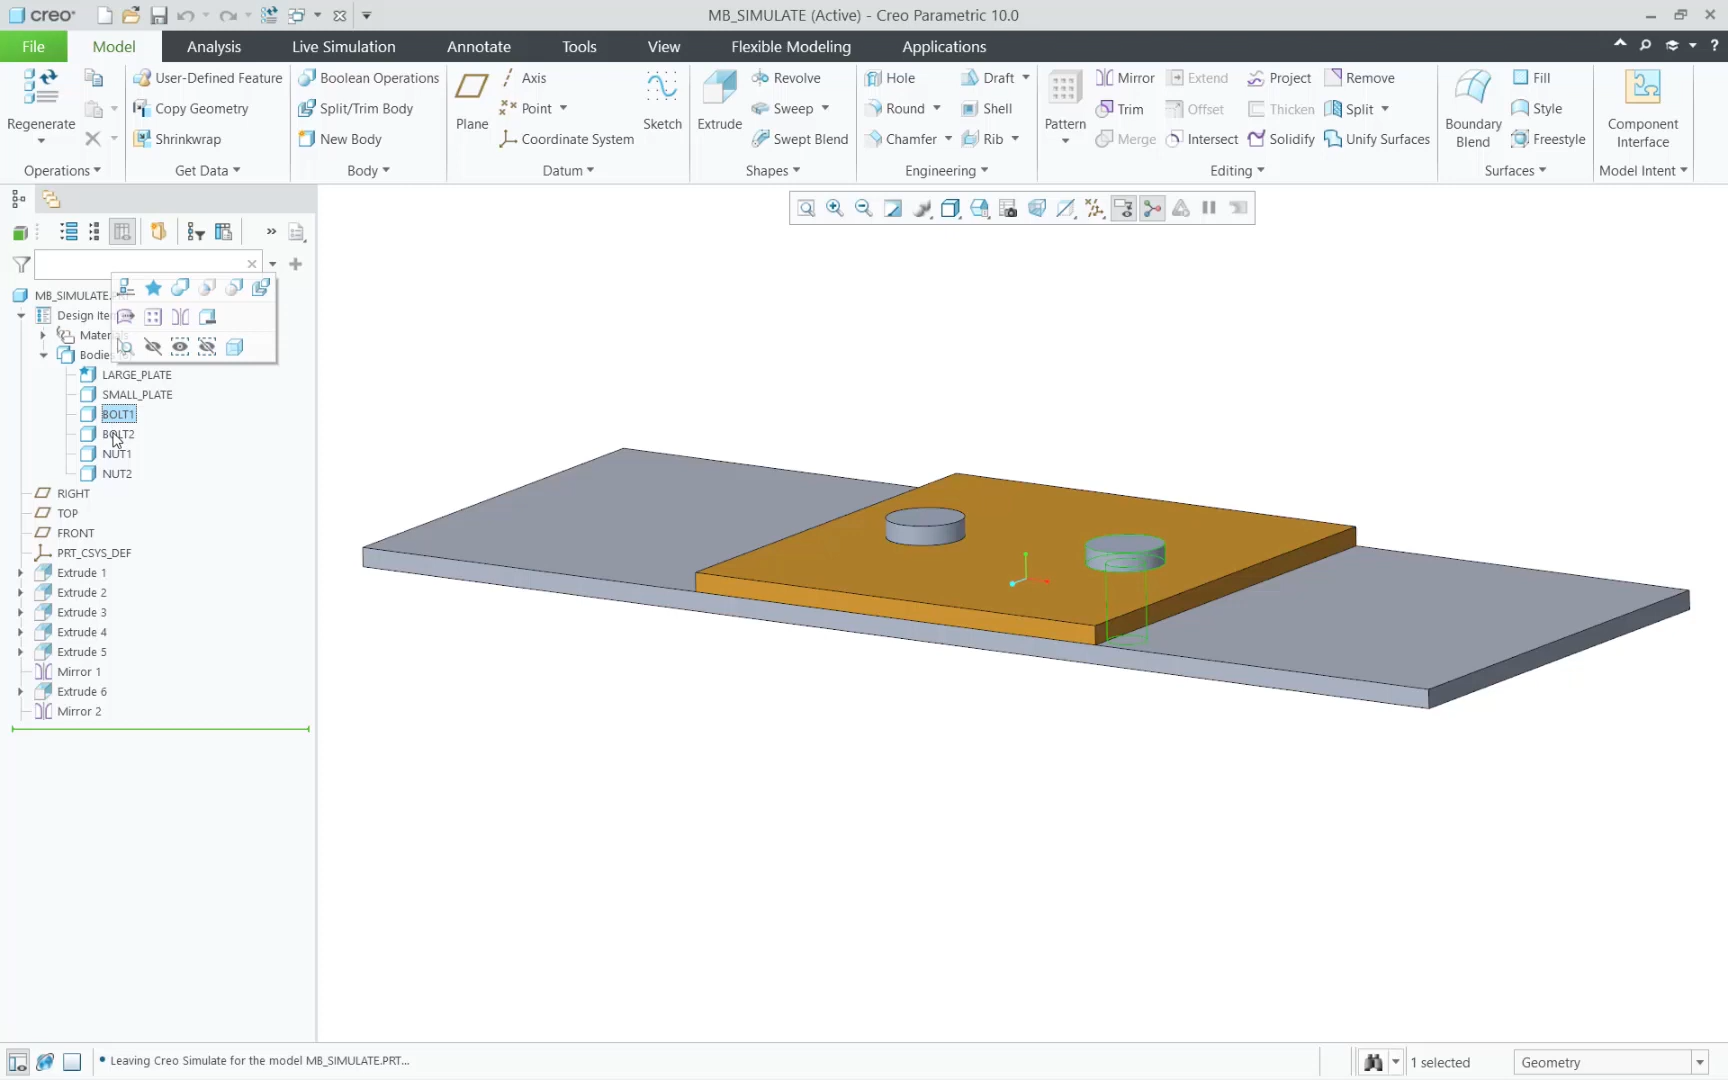 creo
MB_SIMULATE (Active) - Creo Parametric 10.0
File Model Analysis Live Simulation Annotate Tools View Flexible Modeling Applications
Regenerate
User-Defined Feature
Copy Geometry
Shrinkwrap
Boolean Operations
Split/Trim Body
New Body
Plane
Axis
Point
Coordinate System
Sketch
Extrude
Revolve
Sweep
Swept Blend
Hole
Round
Chamfer
Draft
Shell
Rib
Pattern
Mirror
Trim
Merge
Extend
Offset
Intersect
Project
Thicken
Solidify
Remove
Split
Unify Surfaces
Boundary
Blend
Fill
Style
Freestyle
Component
Interface
Operations Get Data Body Datum Shapes Engineering Editing Surfaces Model Intent
MB_SIMULATE
Design Ite
Mater
Bodie
LARGE_PLATE
SMALL_PLATE
BOLT1
BOLT2
NUT1
NUT2
RIGHT
TOP
FRONT
PRT_CSYS_DEF
Extrude 1
Extrude 2
Extrude 3
Extrude 4
Extrude 5
Mirror 1
Extrude 6
Mirror 2
• Leaving Creo Simulate for the model MB_SIMULATE.PRT...
1 selected
Geometry